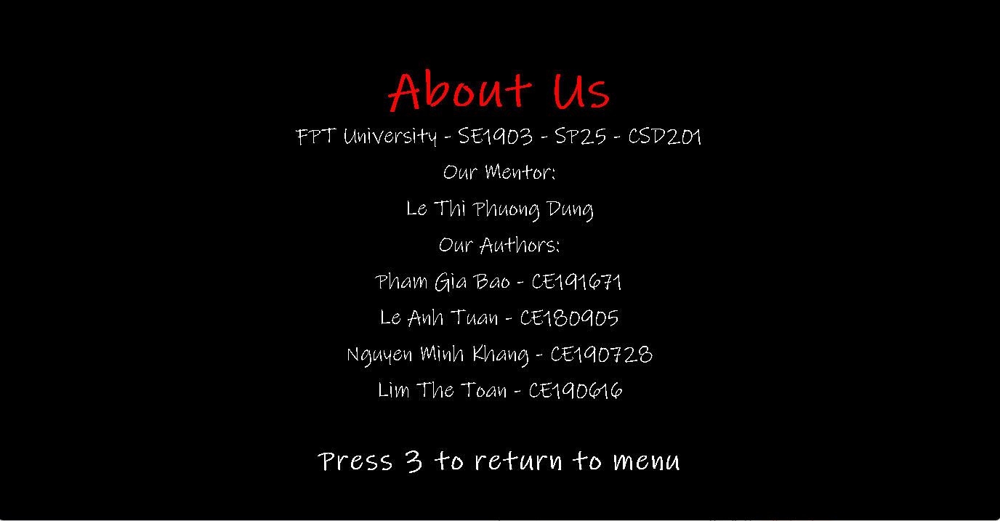 About Us
FPT University - SE1903 - SP25 - CSD201
Our Mentor:
Le Thi Phuong Dung
Our Authors:
Pham Gia Bao - CE191671
Le Anh Tuan - CE180905
Nguyen Minh Khang - CE190728
Lim The Toan - CE190616
Press 3 to return to menu